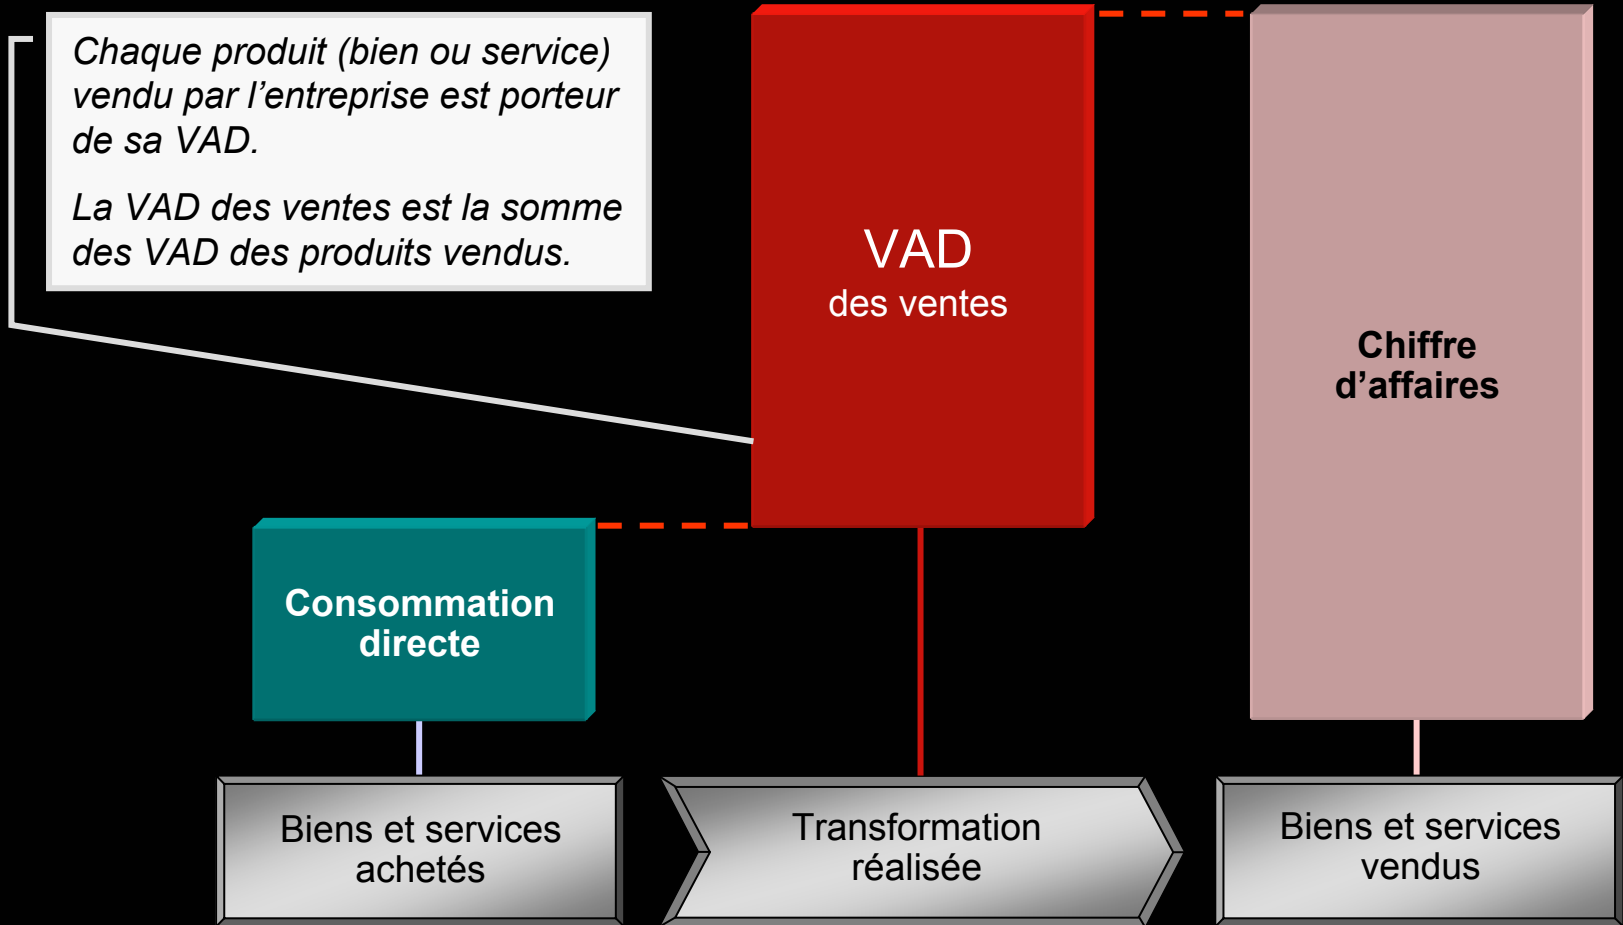 Chaque produit (bien ou service)
vendu par l’entreprise est porteur
de sa VAD.
La VAD des ventes est la somme
des VAD des produits vendus.
VAD
des ventes
Chiffre
d’affaires
Consommation
directe
Biens et services
achetés
Transformation
réalisée
Biens et services
vendus